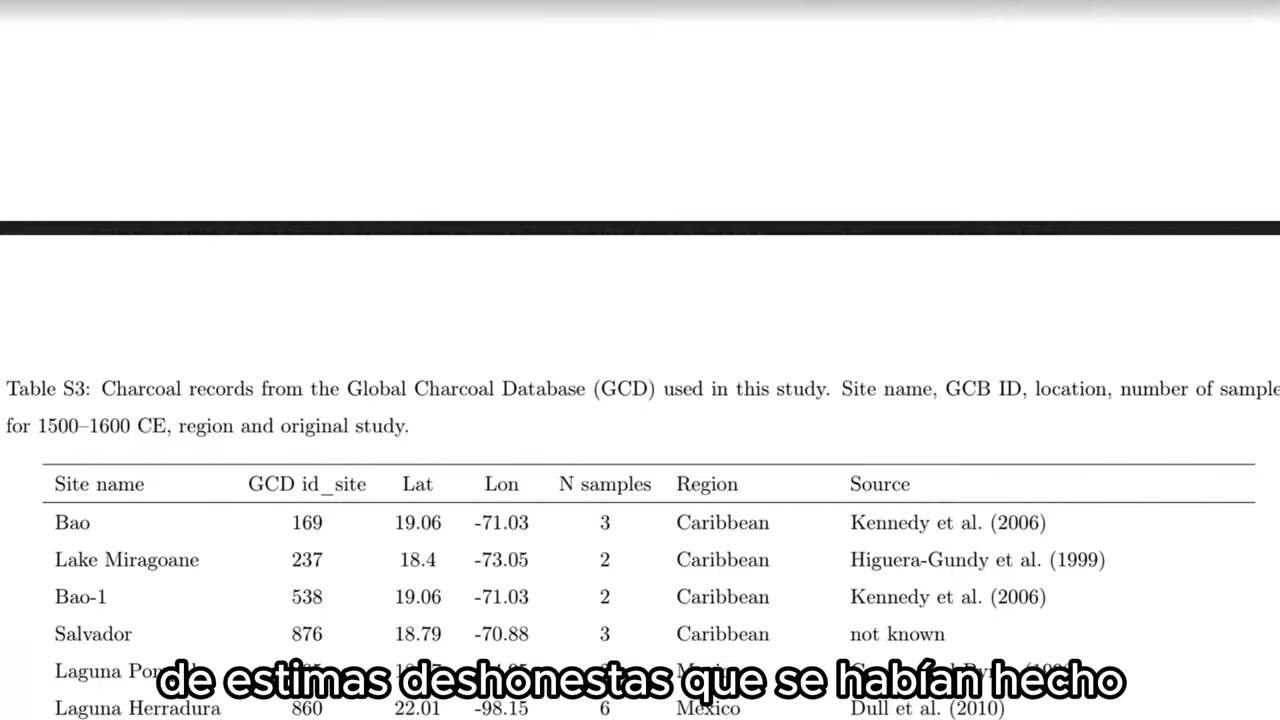 Table S3: Charcoal records from the Global Charcoal Database (GCD) used in this study. Site name, GCB ID, location, number of sample
for 1500–1600 CE, region and original study.
Site name GCD id_site Lat Lon N samples Region Source
Bao 169 19.06 -71.03 3 Caribbean Kennedy et al. (2006)
Lake Miragoane 237 18.4 -73.05 2 Caribbean Higuera-Gundy et al. (1999)
Bao-1 538 19.06 -71.03 2 Caribbean Kennedy et al. (2006)
Salvador 876 18.79 -70.88 3 Caribbean not known
Laguna
de estimas deshonestas que se habían hecho
Laguna Herradura 860 22.01 -98.15 6 Mexico Dull et al. (2010)